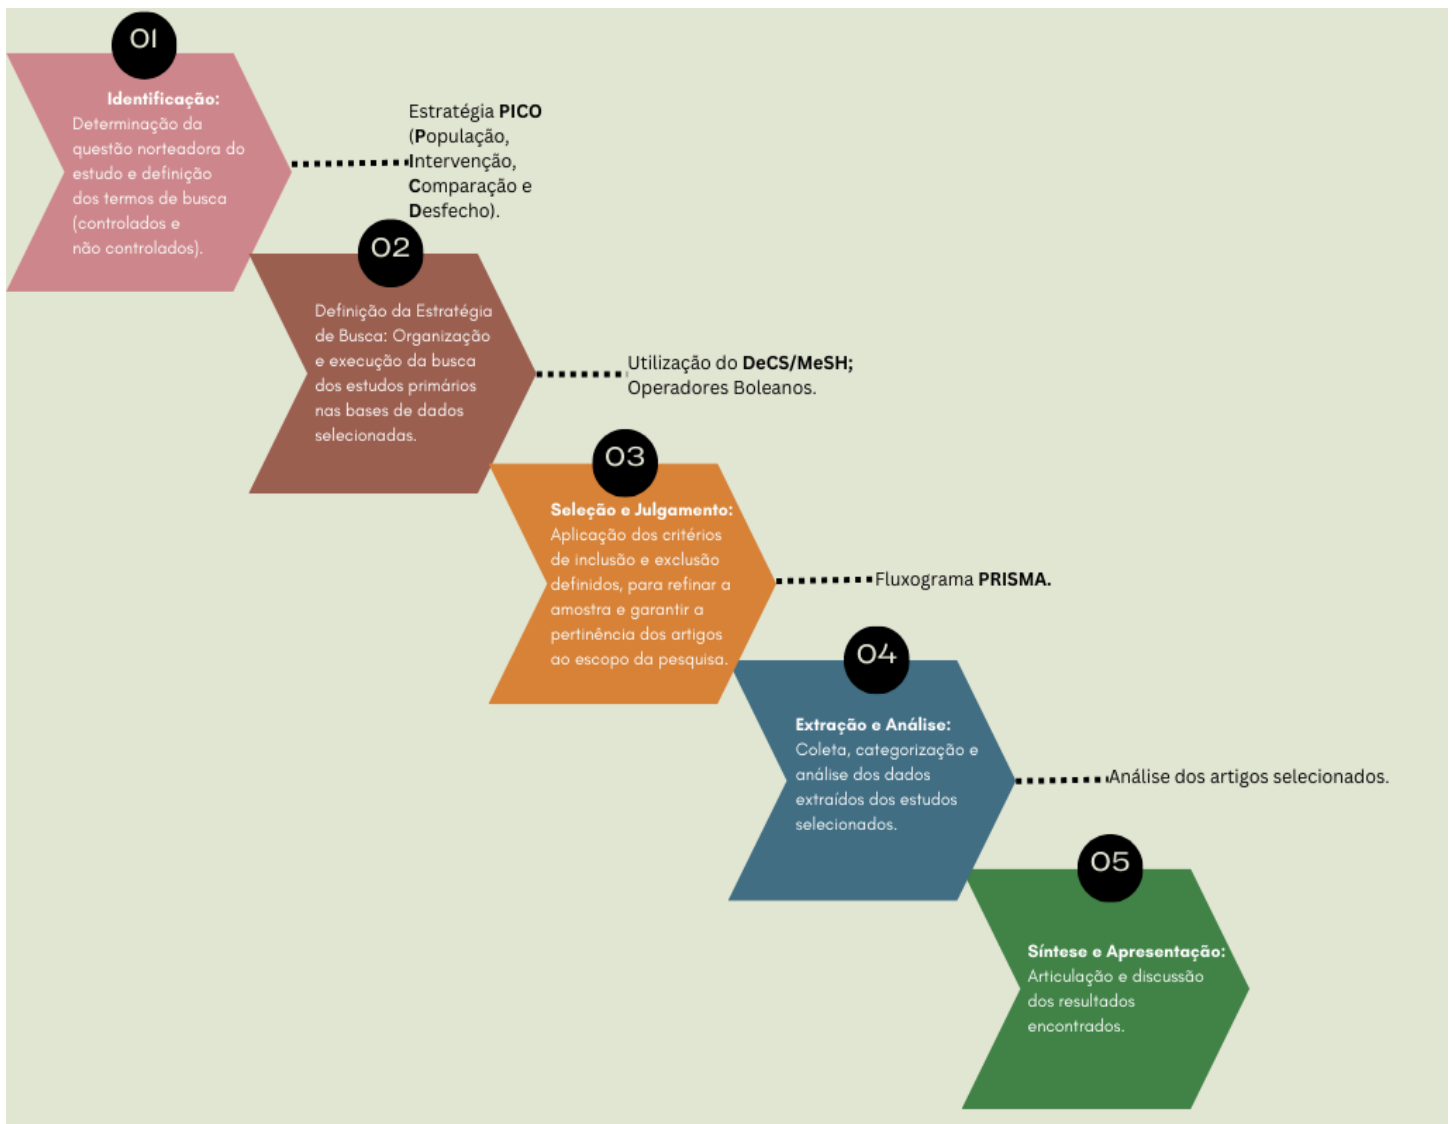 01
Identificação:
Determinação da
questão norteadora do
estudo e definição
dos termos de busca
(controlados e
não controlados).
Estratégia PICO
(População,
Intervenção,
Comparação e
Desfecho).
02
Definição da Estratégia
de Busca: Organização
e execução da busca
dos estudos primários
nas bases de dados
selecionadas.
Utilização do DeCS/MeSH;
Operadores Boleanos.
03
Seleção e Julgamento:
Aplicação dos critérios
de inclusão e exclusão
definidos, para refinar a
amostra e garantir a
pertinência dos artigos
ao escopo da pesquisa.
Fluxograma PRISMA.
04
Extração e Análise:
Coleta, categorização e
análise dos dados
extraídos dos estudos
selecionados.
Análise dos artigos selecionados.
05
Síntese e Apresentação:
Articulação e discussão
dos resultados
encontrados.